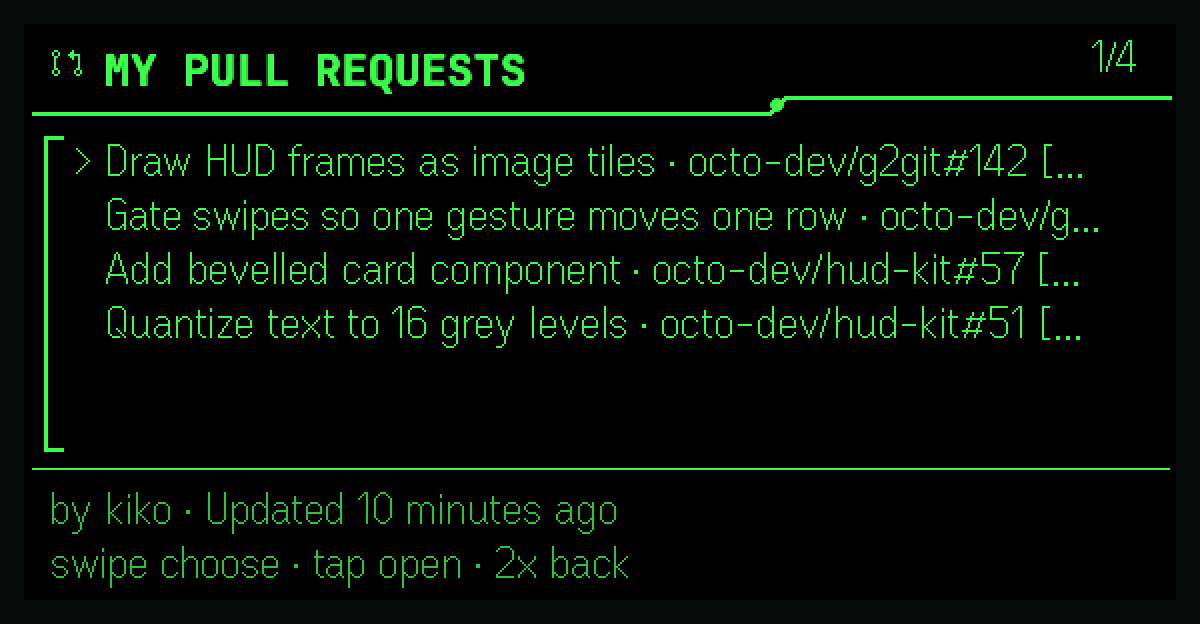 MY PULL REQUESTS
1/4
> Draw HUD frames as image tiles · octo-dev/g2git#142 [...
Gate swipes so one gesture moves one row · octo-dev/g...
Add bevelled card component · octo-dev/hud-kit#57 [...
Quantize text to 16 grey levels · octo-dev/hud-kit#51 [...
by kiko · Updated 10 minutes ago
swipe choose · tap open · 2x back